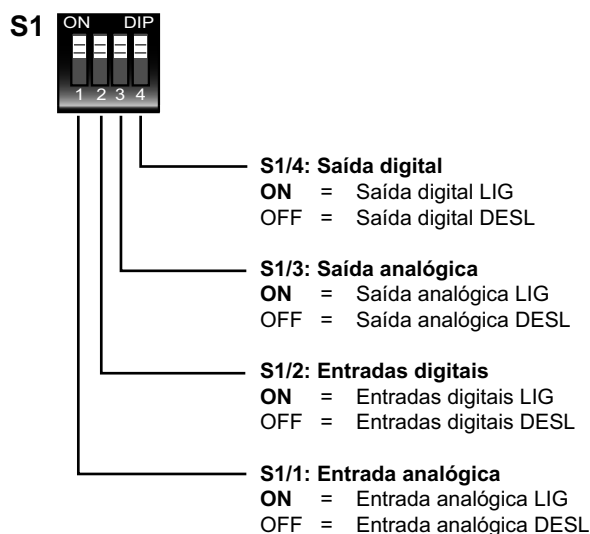 S1
ON DIP
1 2 3 4
S1/4: Saída digital
ON = Saída digital LIG
OFF = Saída digital DESL
S1/3: Saída analógica
ON = Saída analógica LIG
OFF = Saída analógica DESL
S1/2: Entradas digitais
ON = Entradas digitais LIG
OFF = Entradas digitais DESL
S1/1: Entrada analógica
ON = Entrada analógica LIG
OFF = Entrada analógica DESL